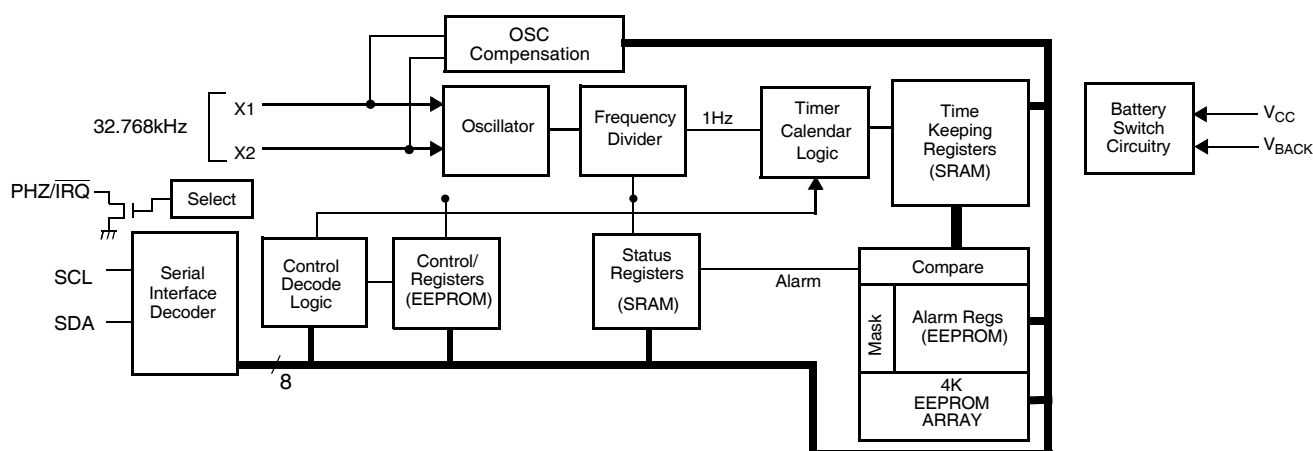 OSC
Compensation
32.768kHz
X1
X2
Oscillator
Frequency
Divider
1Hz
Timer
Calendar
Logic
Time
Keeping
Registers
(SRAM)
Battery
Switch
Circuitry
VCC
VBACK
PHZ/IRQ
Select
SCL
SDA
Serial
Interface
Decoder
Control
Decode
Logic
Control/
Registers
(EEPROM)
Status
Registers
(SRAM)
Alarm
Compare
Mask
Alarm Regs
(EEPROM)
4K
EEPROM
ARRAY
8